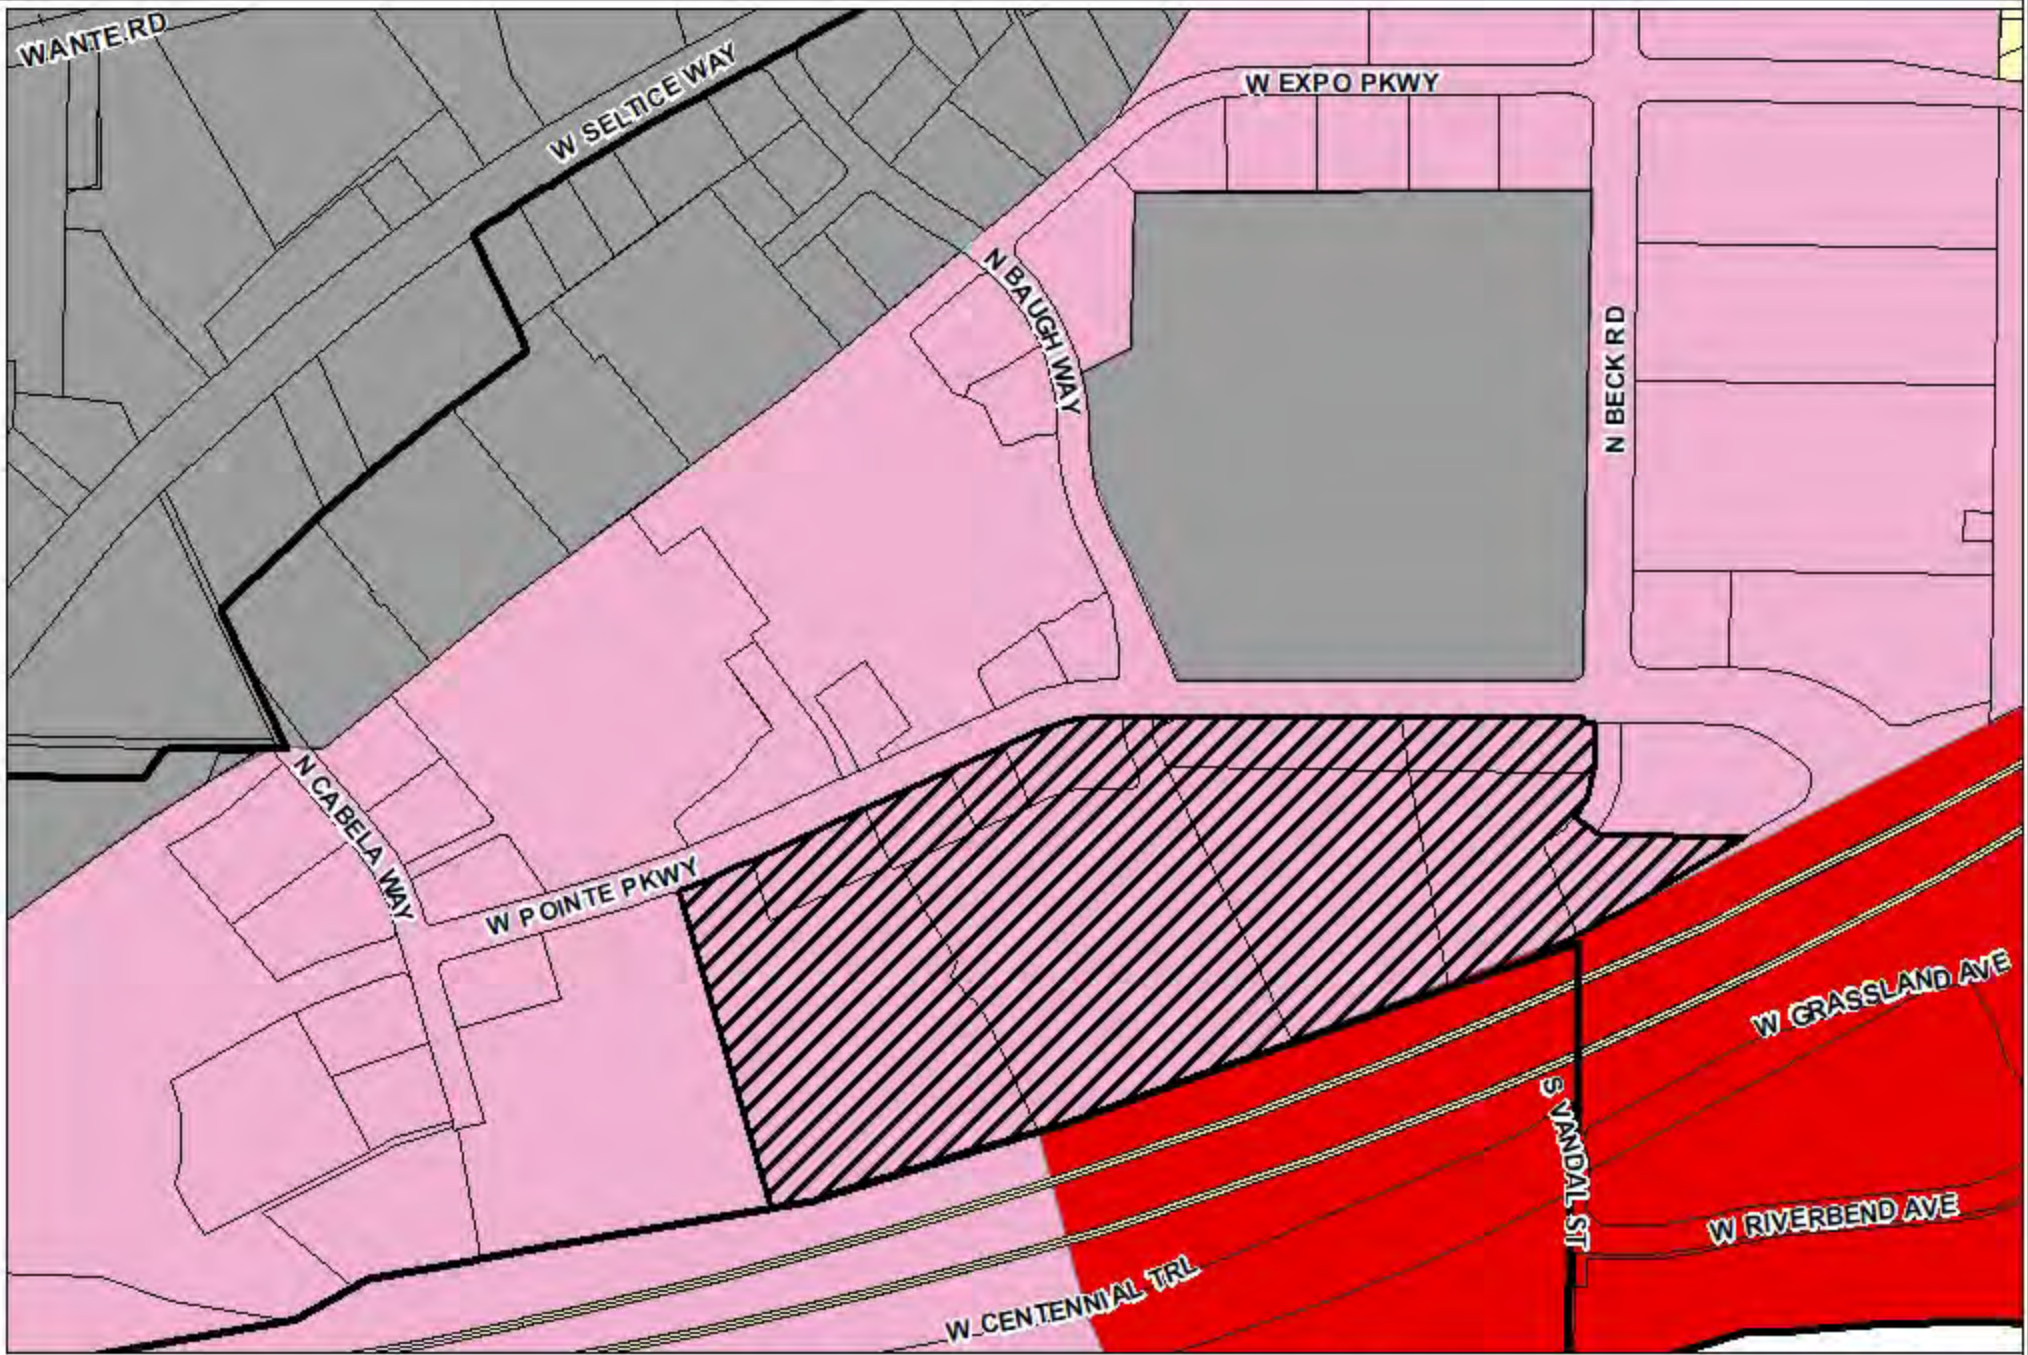 W ANTE RD
W SELTICE WAY
W EXPO PKWY
N BAUGH WAY
N BECK RD
N CABELA WAY
W POINTE PKWY
W GRASSLAND AVE
S VANDAL ST
W RIVERBEND AVE
W CENTENNIAL TRL